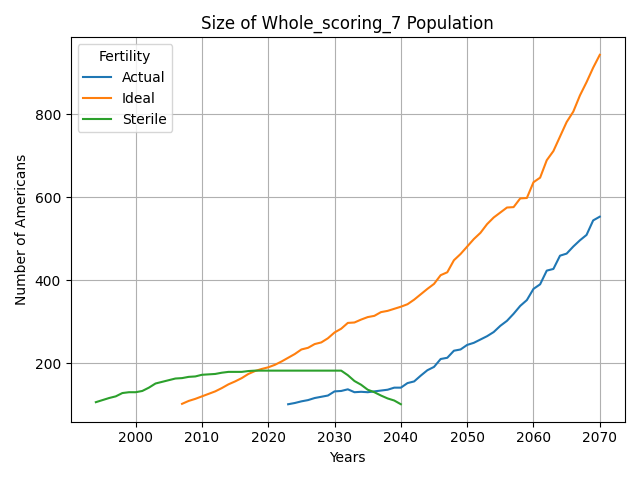 Size of Whole_scoring_7 Population
Fertility
Actual
Ideal
Sterile
Number of Americans
800
600
400
200
2000 2010 2020 2030 2040 2050 2060 2070
Years